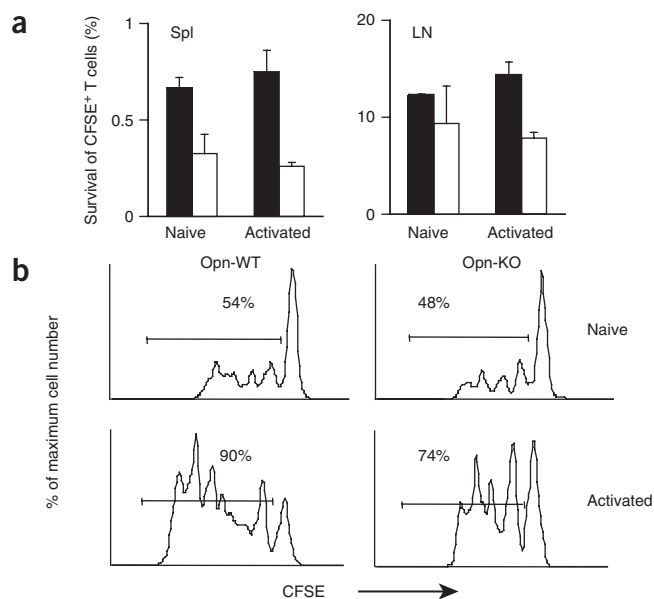 a
Survival of CFSE+ T cells (%)
Spl
1
0.5
0
Naive
Activated
LN
20
10
0
Naive
Activated
b
% of maximum cell number
Opn-WT
Opn-KO
54%
48%
Naive
90%
74%
Activated
CFSE